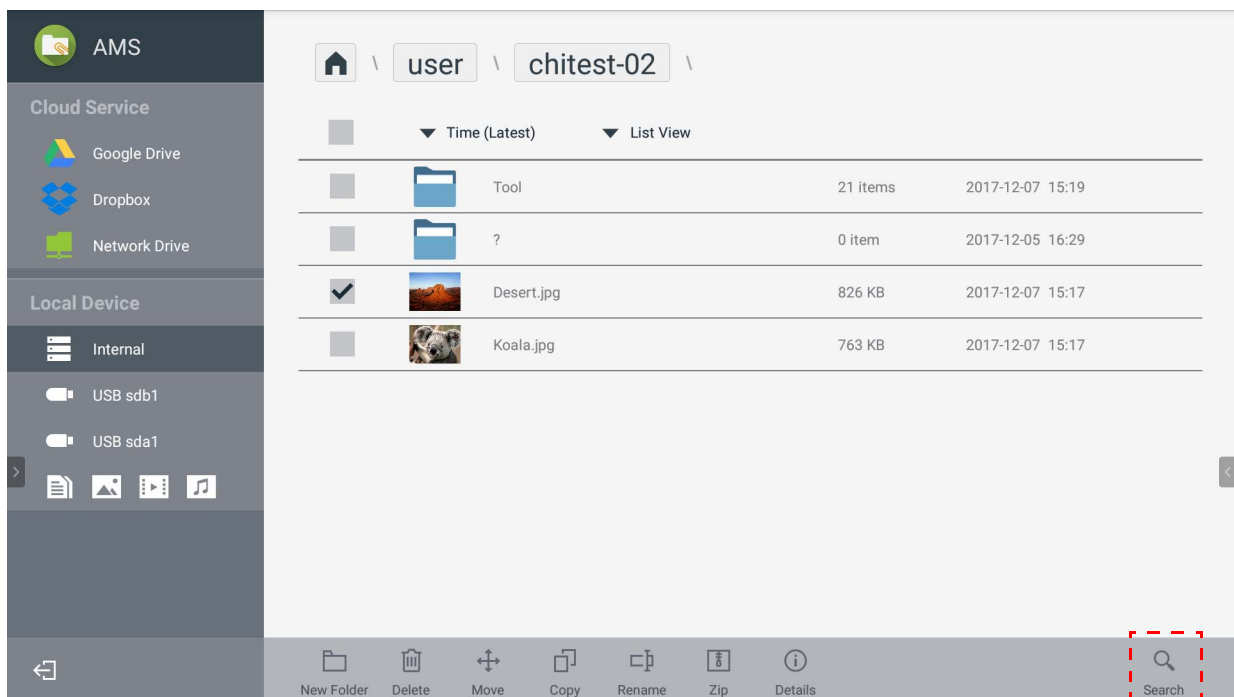 AMS
Cloud Service
Google Drive
Dropbox
Network Drive
Local Device
Internal
USB sdb1
USB sda1
\ user \ chitest-02 \
Time (Latest) List View
Tool 21 items 2017-12-07 15:19
? 0 item 2017-12-05 16:29
Desert.jpg 826 KB 2017-12-07 15:17
Koala.jpg 763 KB 2017-12-07 15:17
New Folder Delete Move Copy Rename Zip Details Search